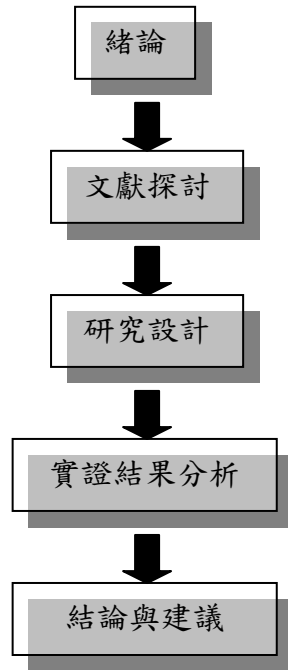 緒論
文獻探討
研究設計
實證結果分析
結論與建議